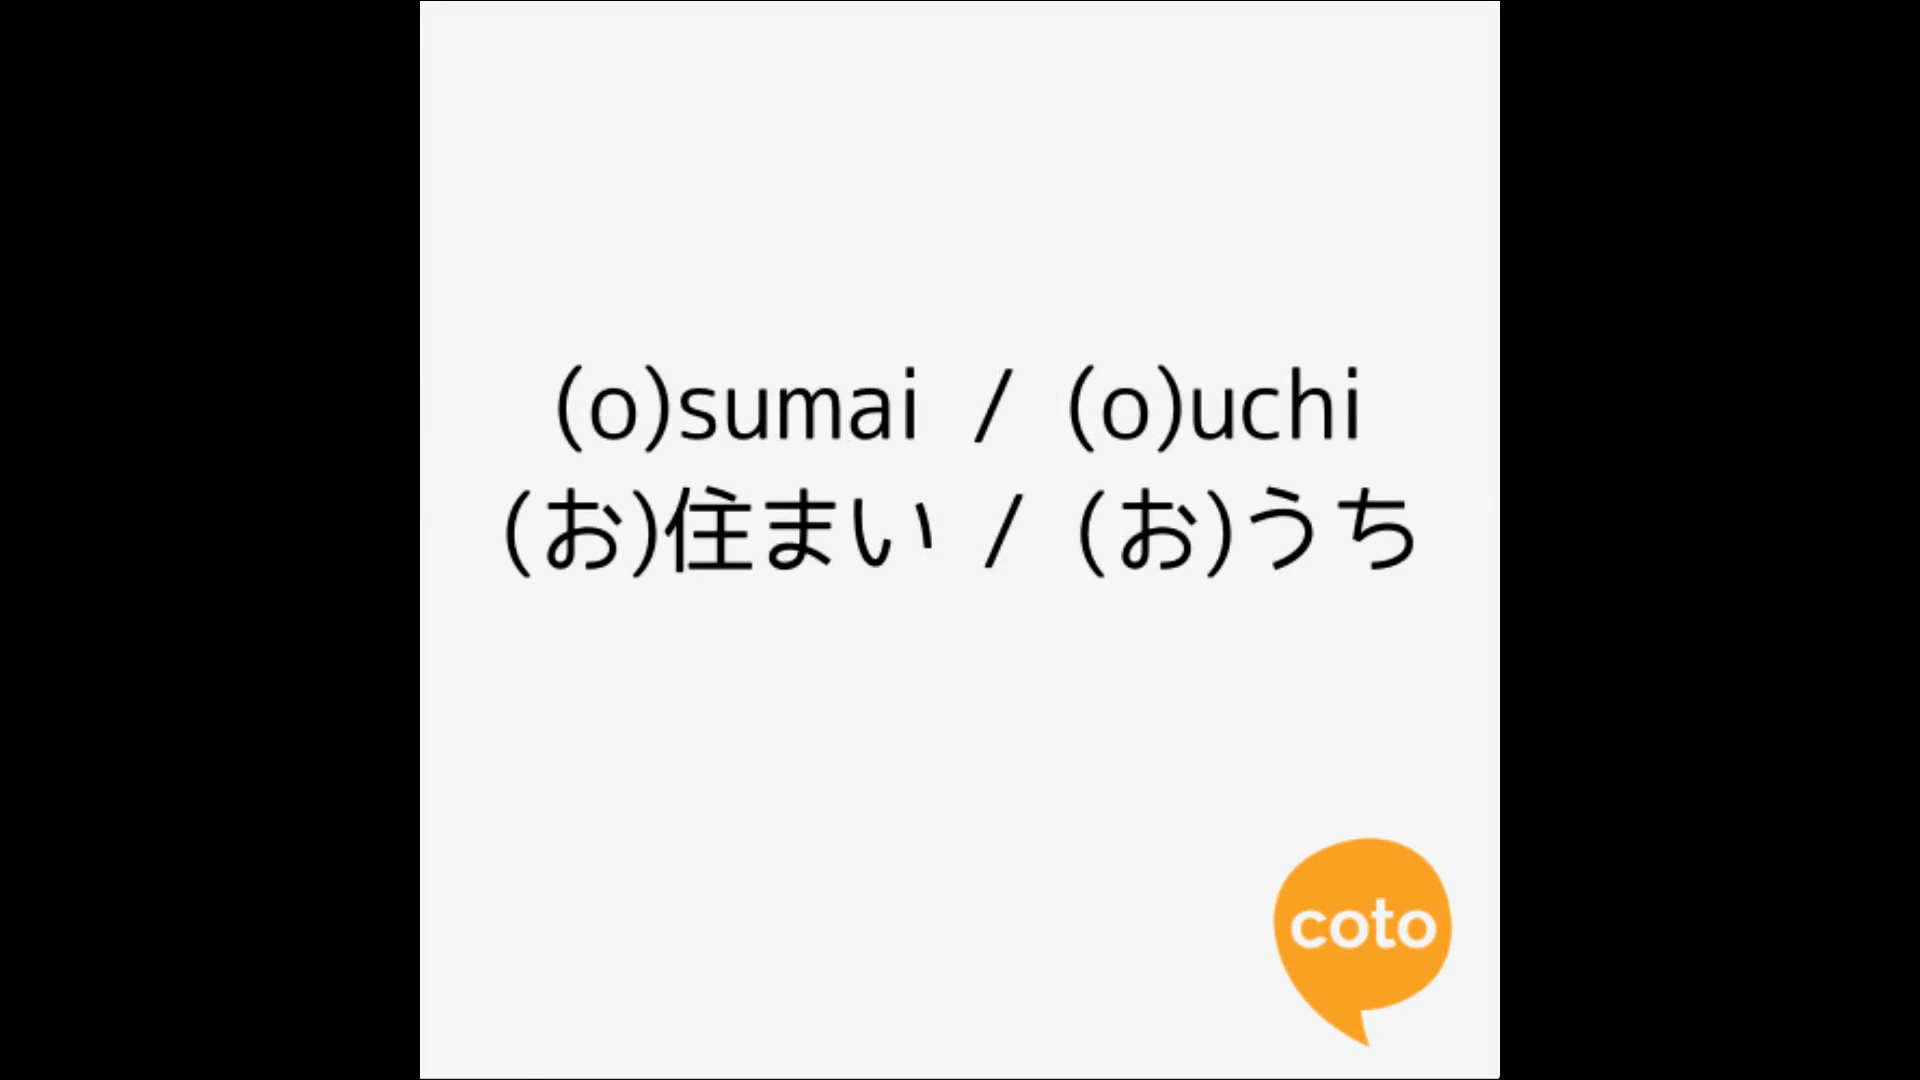 (o)sumai / (o)uchi
(お)住まい / (お)うち
coto